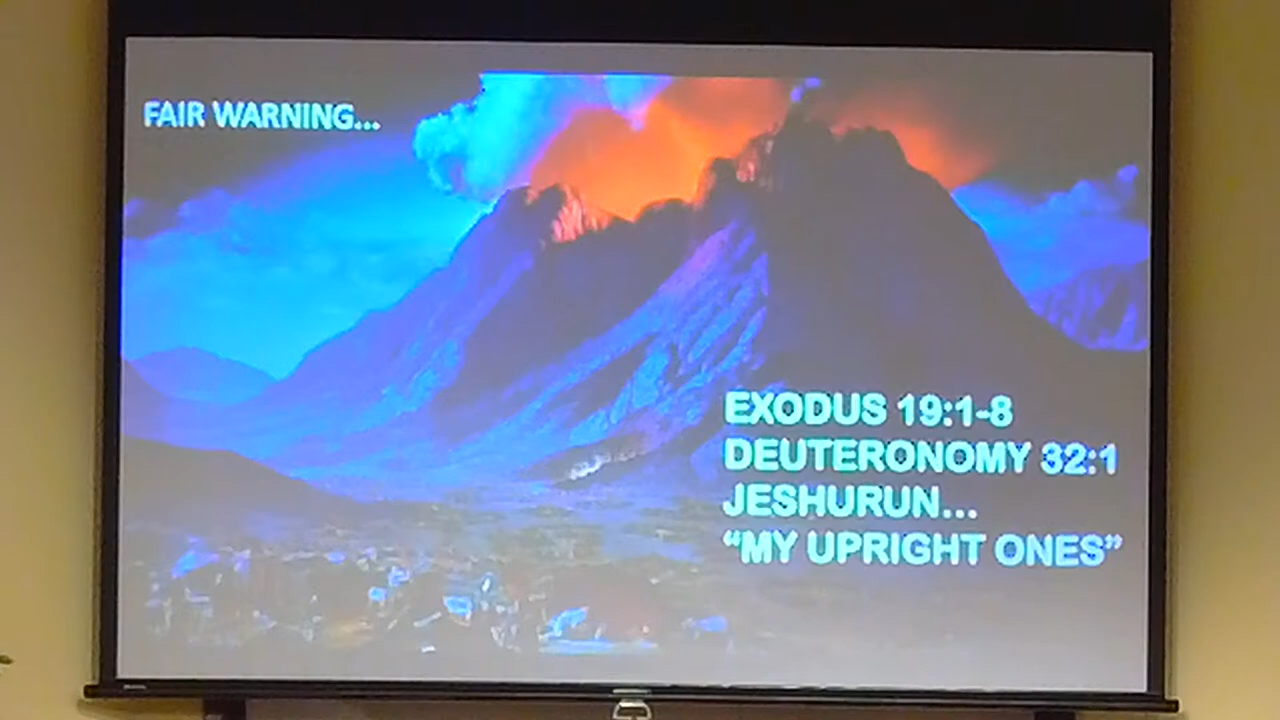 FAIR WARNING...
EXODUS 19:1-8
DEUTERONOMY 32:1
JESHURUN...
“MY UPRIGHT ONES”